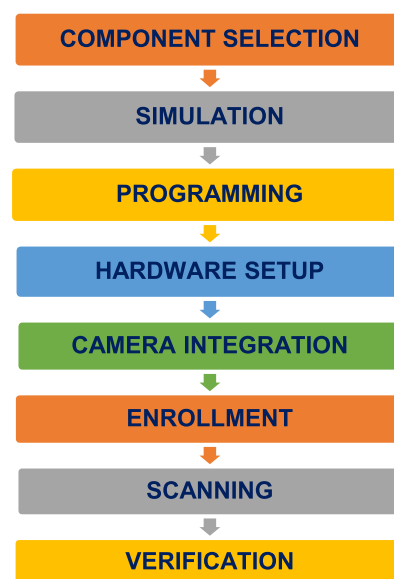 COMPONENT SELECTION
SIMULATION
PROGRAMMING
HARDWARE SETUP
CAMERA INTEGRATION
ENROLLMENT
SCANNING
VERIFICATION